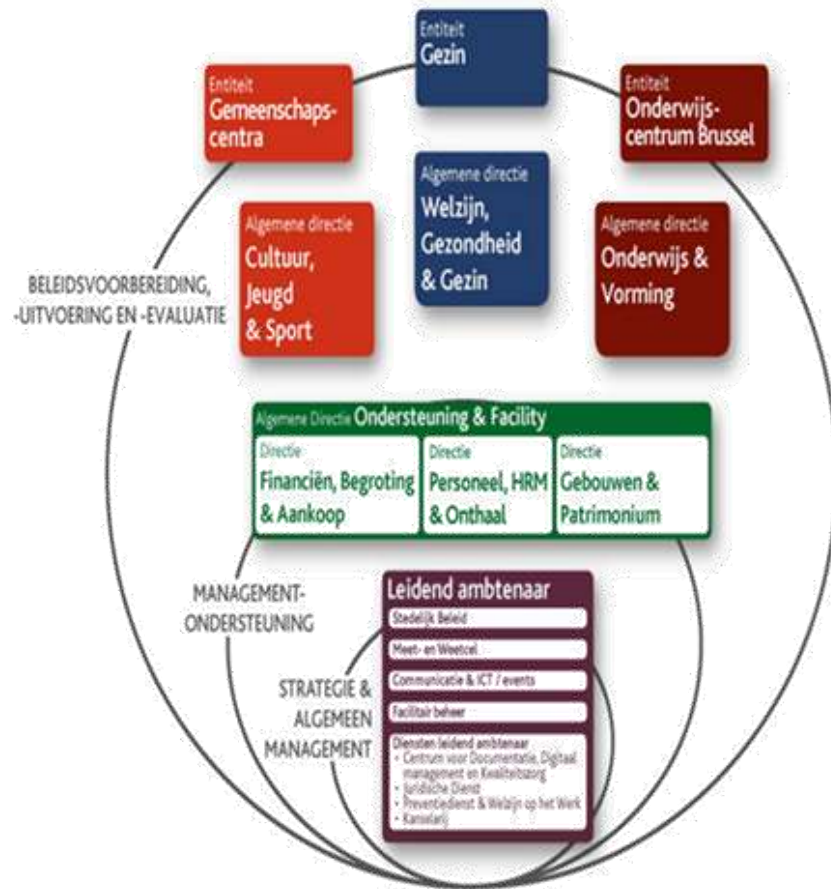 Entiteit
Gezin
Entiteit
Gemeenschaps-
centra
Entiteit
Onderwijs-
centrum Brussel
Algemene directie
Cultuur,
Jeugd
& Sport
Algemene directie
Welzijn,
Gezondheid
& Gezin
Algemene directie
Onderwijs &
Vorming
BELEIDSVOORBEREIDING,
-UITVOERING EN -EVALUATIE
Algemene Directie Ondersteuning & Facility
Directie
Financiën, Begroting
& Aankoop
Directie
Personeel, HRM
& Onthaal
Directie
Gebouwen &
Patrimonium
MANAGEMENT-
ONDERSTEUNING
Leidend ambtenaar
Stedelijk Beleid
Meet- en Weetcel
Communicatie & ICT / events
Facilitair beheer
Diensten leidend ambtenaar
• Centrum voor Documentatie, Digitaal
management en Kwaliteitszorg
• Juridische Dienst
• Preventiedienst & Welzijn op het Werk
• Kanselarij
STRATEGIE &
ALGEMEEN
MANAGEMENT